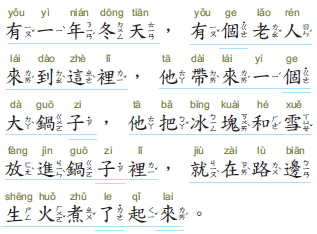 yǒu yì nián dōng tiān yǒu ge lǎo rén
有一年冬天，有個老人
lái dào zhè lǐ tā dài lái yí ge
來到這裡，他帶來一個
dà guō zi tā bǎ bīng kuài hé xuě
大鍋子，他把冰塊和雪
fàng jìn guō zi lǐ jiù zài lù biān
放進鍋子裡，就在路邊
shēng huǒ zhǔ le qǐ lai
生火煮了起來。